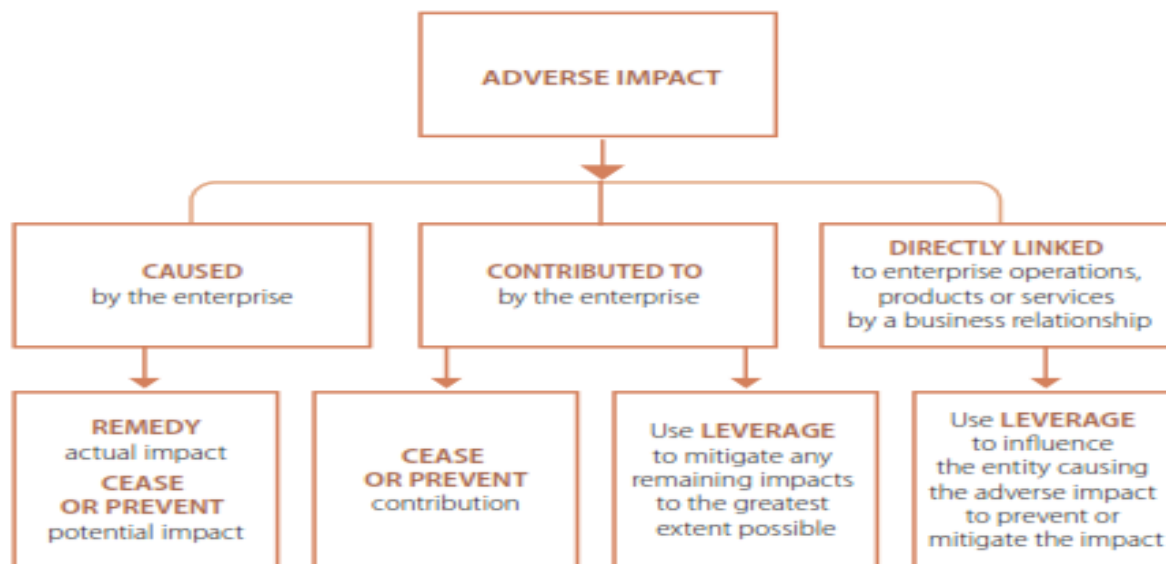 ADVERSE IMPACT
CAUSED
by the enterprise
CONTRIBUTED TO
by the enterprise
DIRECTLY LINKED
to enterprise operations,
products or services
by a business relationship
REMEDY
actual impact
CEASE
OR PREVENT
potential impact
CEASE
OR PREVENT
contribution
Use LEVERAGE
to mitigate any
remaining impacts
to the greatest
extent possible
Use LEVERAGE
to influence
the entity causing
the adverse impact
to prevent or
mitigate the impact